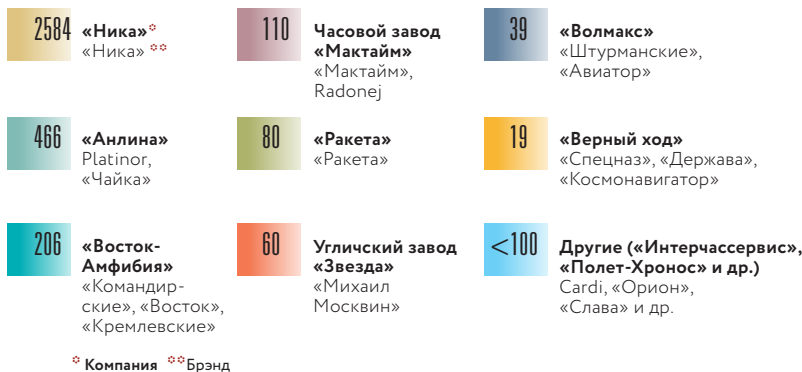 2584
«Ника»*
«Ника» **
110
Часовой завод
«Мактайм»
«Мактайм»,
Radonej
39
«Волмакс»
«Штурманские»,
«Авиатор»
466
«Анлина»
Platinor,
«Чайка»
80
«Ракета»
«Ракета»
19
«Верный ход»
«Спецназ», «Держава»,
«Космонавигатор»
206
«Восток-
Амфибия»
«Командир-
ские», «Восток»,
«Кремлевские»
60
Угличский завод
«Звезда»
«Михаил
Москвин»
<100
Другие («Интерчассервис»,
«Полет-Хронос» и др.)
Cardi, «Орион»,
«Слава» и др.
* Компания **Брэнд